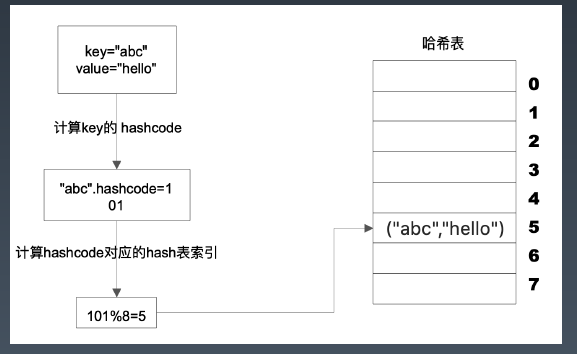 key="abc"
value="hello"
计算key的 hashcode
"abc".hashcode=1
01
计算hashcode对应的hash表索引
101%8=5
哈希表
0
1
2
3
4
("abc","hello")
5
6
7